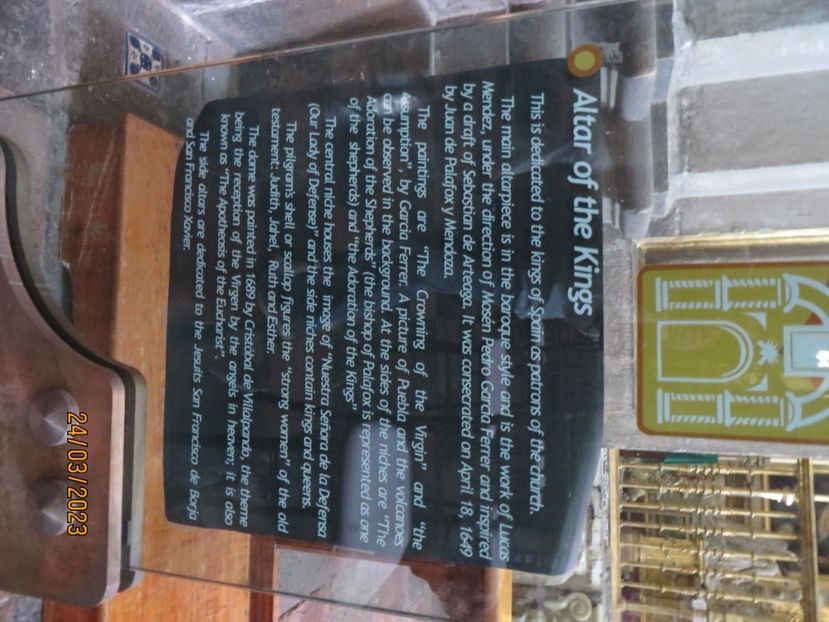 Altar of the Kings
This is dedicated to the kings of Spain as patrons of the church.
The main altarpiece is in the baroque style and is the work of Lucas
Mendez, under the direction of Mosén Pedro García Ferrer and inspired
by a draft of Sebastian de Arteaga. It was consecrated on April 18, 1649
by Juan de Palafox y Mendoza.
The paintings are "The Crowning of the Virgin" and "the
Assumption", by García Ferrer. A picture of Puebla and the volcanoes
can be observed in the background. At the sides of the niches are "The
Adoration of the Shepherds" (the bishop of Palafox is represented as one
of the shepherds) and "the Adoration of the Kings"
The central niche houses the image of "Nuestra Señora de la Defensa
(Our Lady of Defense)" and the side niches contain kings and queens.
The pilgrim's shell or scallop figures the "strong women" of the old
testament: Judith, Jahel, Ruth and Esther.
The dome was painted in 1689 by Cristobal de Villalpando, the theme
being the reception of the Virgen by the angels in heaven; it is also
known as "The Apotheosis of the Eucharist".
The side altars are dedicated to the Jesuits San Francisco de Borja
and San Francisco Xavier.
24/03/2023